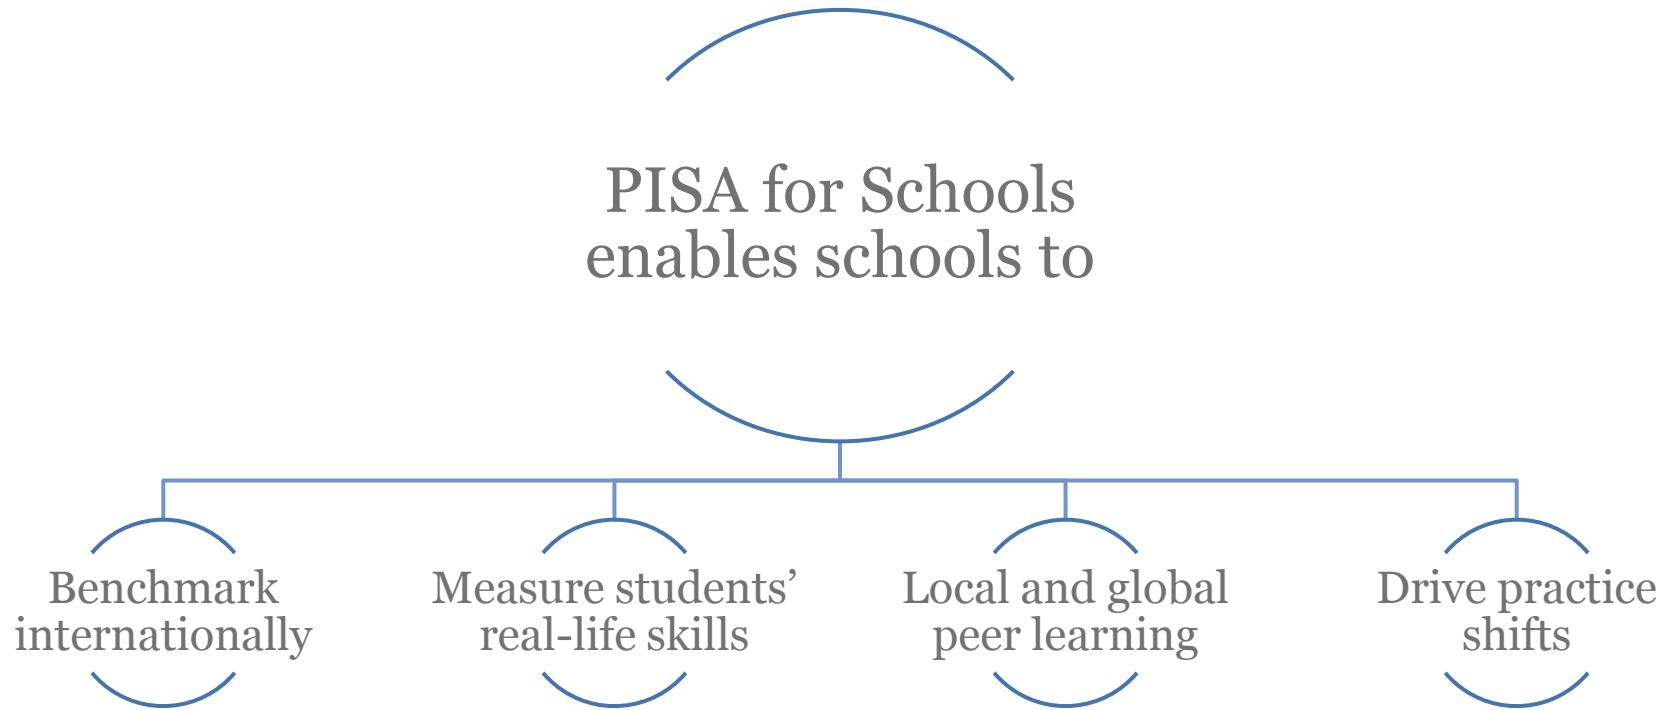 PISA for Schools
enables schools to
Benchmark
internationally
Measure students’
real-life skills
Local and global
peer learning
Drive practice
shifts